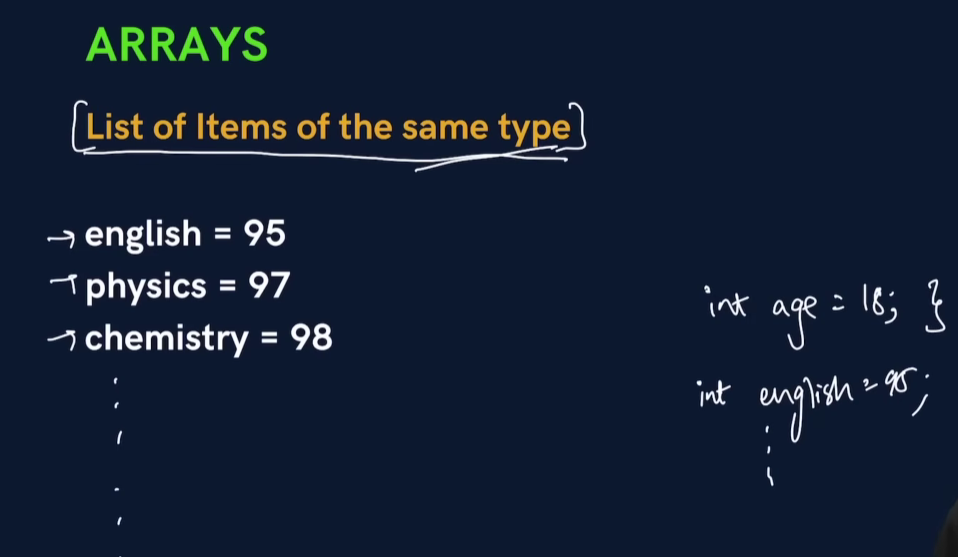 ARRAYS
List of Items of the same type
english = 95
physics = 97
chemistry = 98
int age = 18; }
int english = 95;